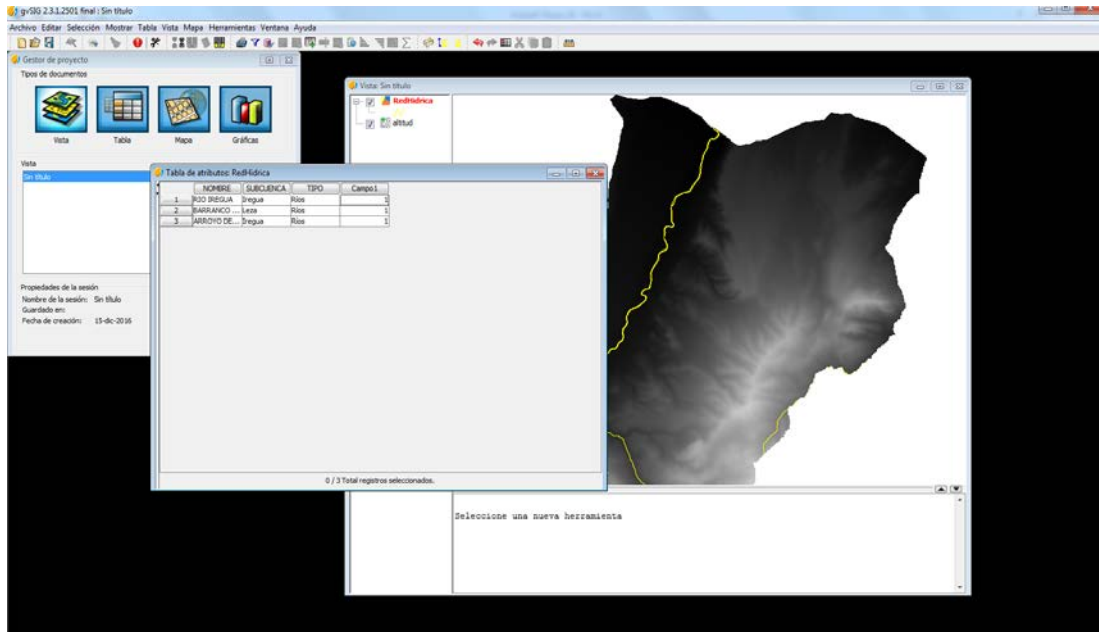 gvSIG 2.3.1.2501 final : Sin título
Archivo Editar Selección Mostrar Tabla Vista Mapa Herramientas Ventana Ayuda
Gestor de proyecto
Tipos de documentos
Vista Tabla Mapa Gráficas
Vista
Sin título
Propiedades de la sesión
Nombre de la sesión: Sin título
Guardado en:
Fecha de creación: 15-dic-2016
Tabla de atributos: RedHidrica
NOMBRE SUBCUENCA TIPO Campo1
1 RIO IREGUA Iregua Ríos 1
2 BARRANCO ... Leza Ríos 1
3 ARROYO DE... Iregua Ríos 1
0 / 3 Total registros seleccionados.
Vista: Sin título
RedHidrica
altitud
Seleccione una nueva herramienta